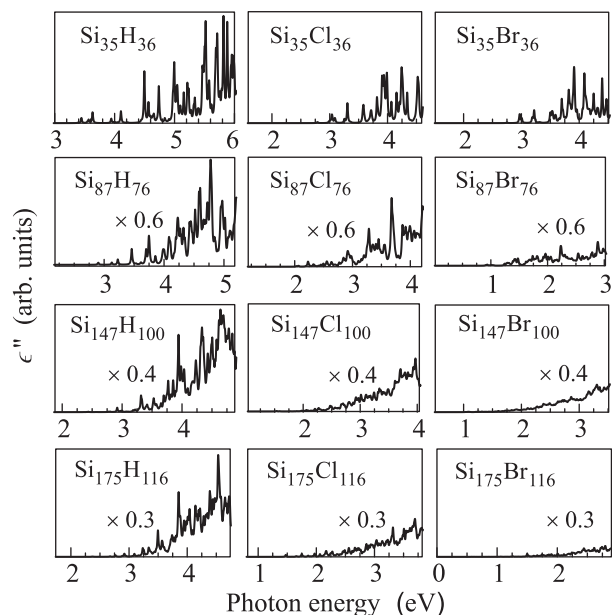 Si₃₅H₃₆ Si₃₅Cl₃₆ Si₃₅Br₃₆
3 4 5 6 2 3 4 2 3 4
Si₈₇H₇₆ Si₈₇Cl₇₆ Si₈₇Br₇₆
× 0.6 × 0.6 × 0.6
3 4 5 1 2 3 4 1 2 3
ϵ" (arb. units)
Si₁₄₇H₁₀₀ Si₁₄₇Cl₁₀₀ Si₁₄₇Br₁₀₀
× 0.4 × 0.4 × 0.4
2 3 4 2 3 4 1 2 3
Si₁₇₅H₁₁₆ Si₁₇₅Cl₁₁₆ Si₁₇₅Br₁₁₆
× 0.3 × 0.3 × 0.3
2 3 4 1 2 3 0 1 2
Photon energy (eV)